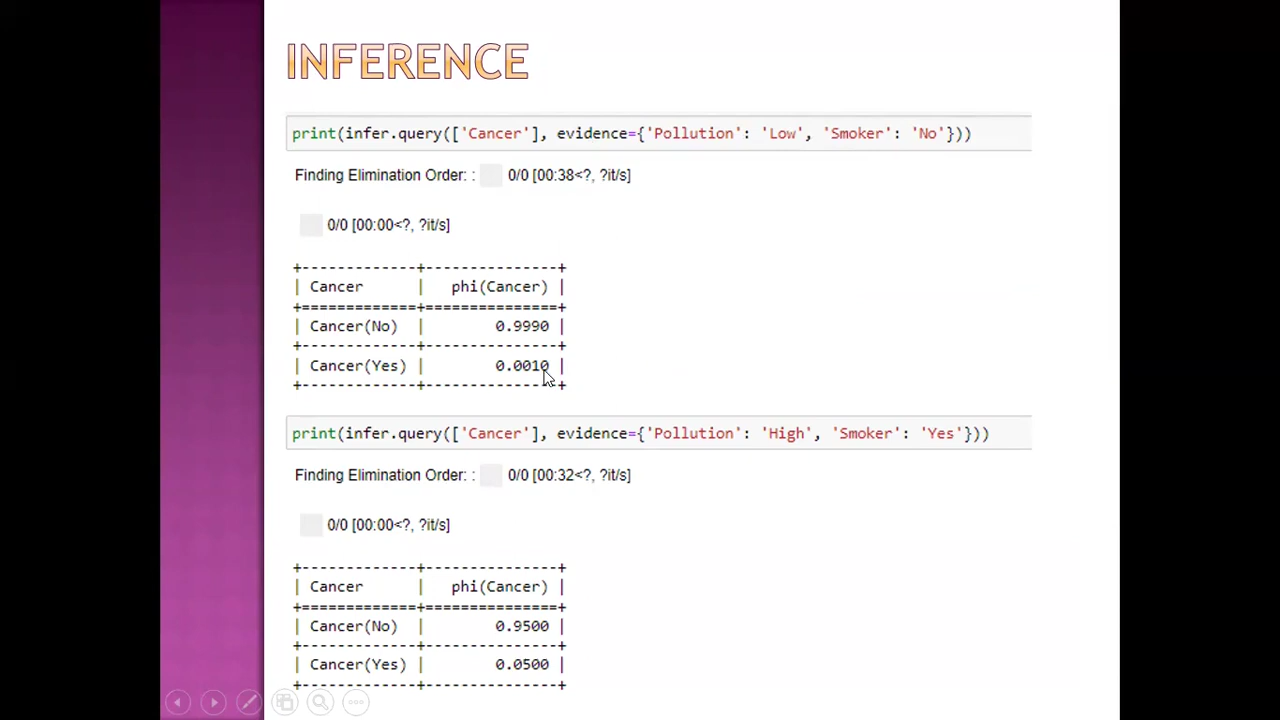 INFERENCE
print(infer.query(['Cancer'], evidence={'Pollution': 'Low', 'Smoker': 'No'}))
Finding Elimination Order: : 0/0 [00:38<?, ?it/s]
0/0 [00:00<?, ?it/s]
+-------------+---------------+
| Cancer      |   phi(Cancer) |
+=============+===============+
| Cancer(No)  |        0.9990 |
+-------------+---------------+
| Cancer(Yes) |        0.0010 |
+-------------+---------------+
print(infer.query(['Cancer'], evidence={'Pollution': 'High', 'Smoker': 'Yes'}))
Finding Elimination Order: : 0/0 [00:32<?, ?it/s]
0/0 [00:00<?, ?it/s]
+-------------+---------------+
| Cancer      |   phi(Cancer) |
+=============+===============+
| Cancer(No)  |        0.9500 |
+-------------+---------------+
| Cancer(Yes) |        0.0500 |
+-------------+---------------+